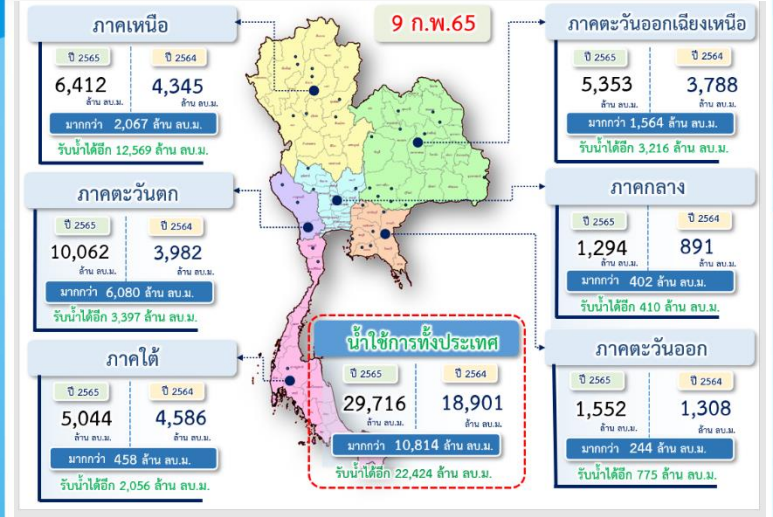 9 ก.พ.65
ภาคเหนือ
ปี 2565 ปี 2564
6,412 4,345
ล้าน ลบ.ม. ล้าน ลบ.ม.
มากกว่า 2,067 ล้าน ลบ.ม.
รับน้ำได้อีก 12,569 ล้าน ลบ.ม.
ภาคตะวันออกเฉียงเหนือ
ปี 2565 ปี 2564
5,353 3,788
ล้าน ลบ.ม. ล้าน ลบ.ม.
มากกว่า 1,564 ล้าน ลบ.ม.
รับน้ำได้อีก 3,216 ล้าน ลบ.ม.
ภาคตะวันตก
ปี 2565 ปี 2564
10,062 3,982
ล้าน ลบ.ม. ล้าน ลบ.ม.
มากกว่า 6,080 ล้าน ลบ.ม.
รับน้ำได้อีก 3,397 ล้าน ลบ.ม.
ภาคกลาง
ปี 2565 ปี 2564
1,294 891
ล้าน ลบ.ม. ล้าน ลบ.ม.
มากกว่า 402 ล้าน ลบ.ม.
รับน้ำได้อีก 410 ล้าน ลบ.ม.
ภาคใต้
ปี 2565 ปี 2564
5,044 4,586
ล้าน ลบ.ม. ล้าน ลบ.ม.
มากกว่า 458 ล้าน ลบ.ม.
รับน้ำได้อีก 2,056 ล้าน ลบ.ม.
น้ำใช้การทั้งประเทศ
ปี 2565 ปี 2564
29,716 18,901
ล้าน ลบ.ม. ล้าน ลบ.ม.
มากกว่า 10,814 ล้าน ลบ.ม.
รับน้ำได้อีก 22,424 ล้าน ลบ.ม.
ภาคตะวันออก
ปี 2565 ปี 2564
1,552 1,308
ล้าน ลบ.ม. ล้าน ลบ.ม.
มากกว่า 244 ล้าน ลบ.ม.
รับน้ำได้อีก 775 ล้าน ลบ.ม.